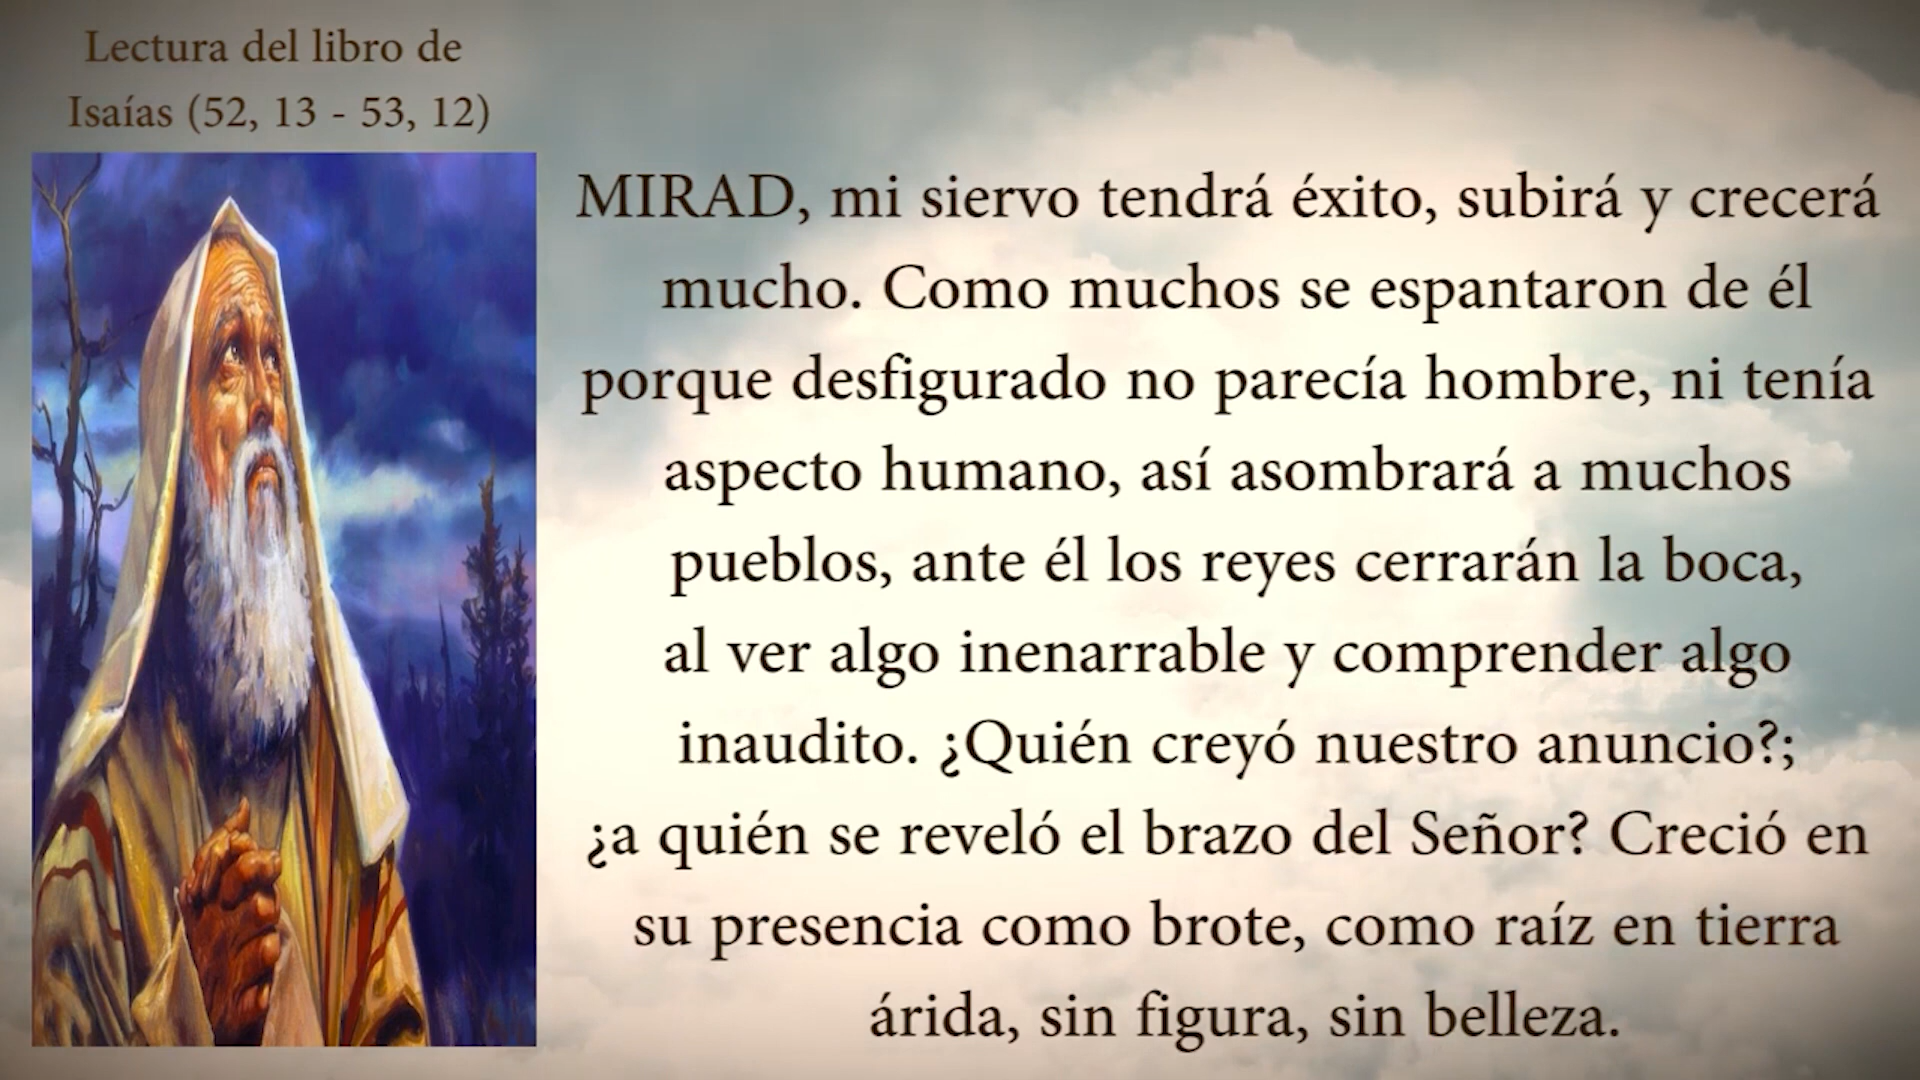 Lectura del libro de
Isaías (52, 13 - 53, 12)
MIRAD, mi siervo tendrá éxito, subirá y crecerá
mucho. Como muchos se espantaron de él
porque desfigurado no parecía hombre, ni tenía
aspecto humano, así asombrará a muchos
pueblos, ante él los reyes cerrarán la boca,
al ver algo inenarrable y comprender algo
inaudito. ¿Quién creyó nuestro anuncio?;
¿a quién se reveló el brazo del Señor? Creció en
su presencia como brote, como raíz en tierra
árida, sin figura, sin belleza.